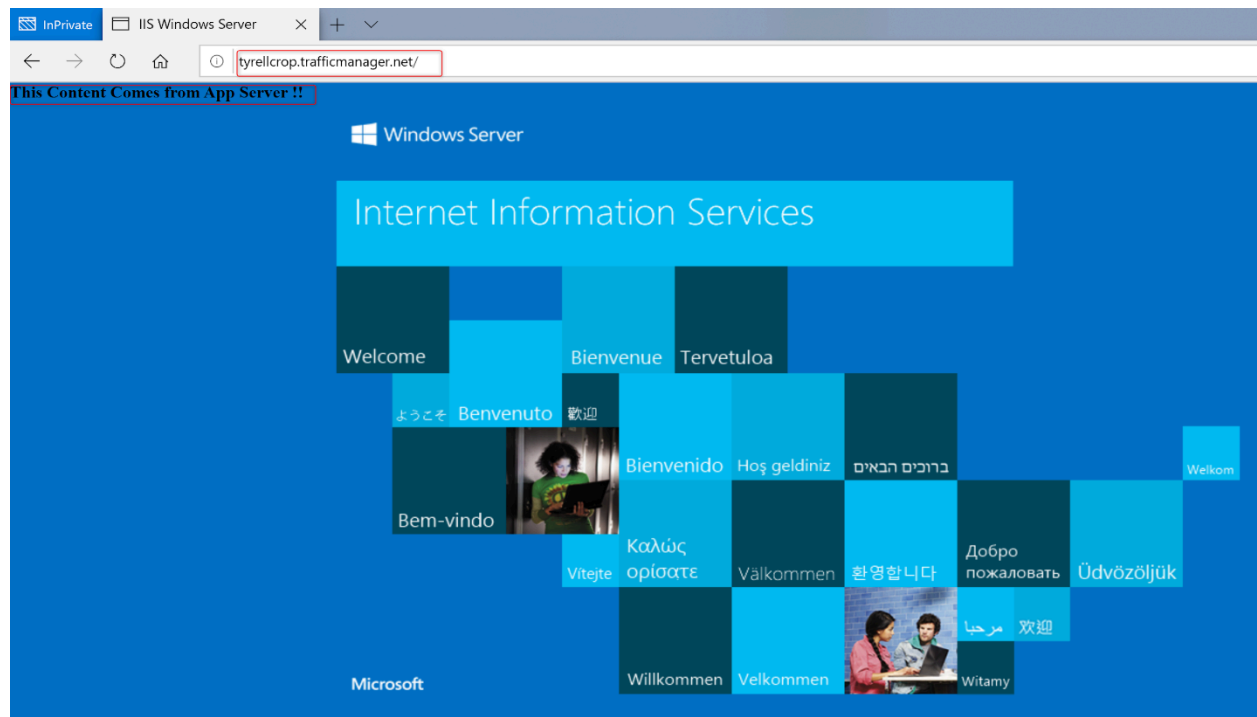 InPrivate
IIS Windows Server
tyrellcrop.trafficmanager.net/
This Content Comes from App Server !!
Windows Server
Internet Information Services
Welcome
Bienvenue
Tervetuloa
ようこそ
Benvenuto
歡迎
Bienvenido
Hoş geldiniz
ברוכים הבאים
Welkom
Bem-vindo
Vítejte
Καλώς
ορίσατε
Välkommen
환영합니다
Добро
пожаловать
Üdvözöljük
مرحبا
欢迎
Microsoft
Willkommen
Velkommen
Witamy